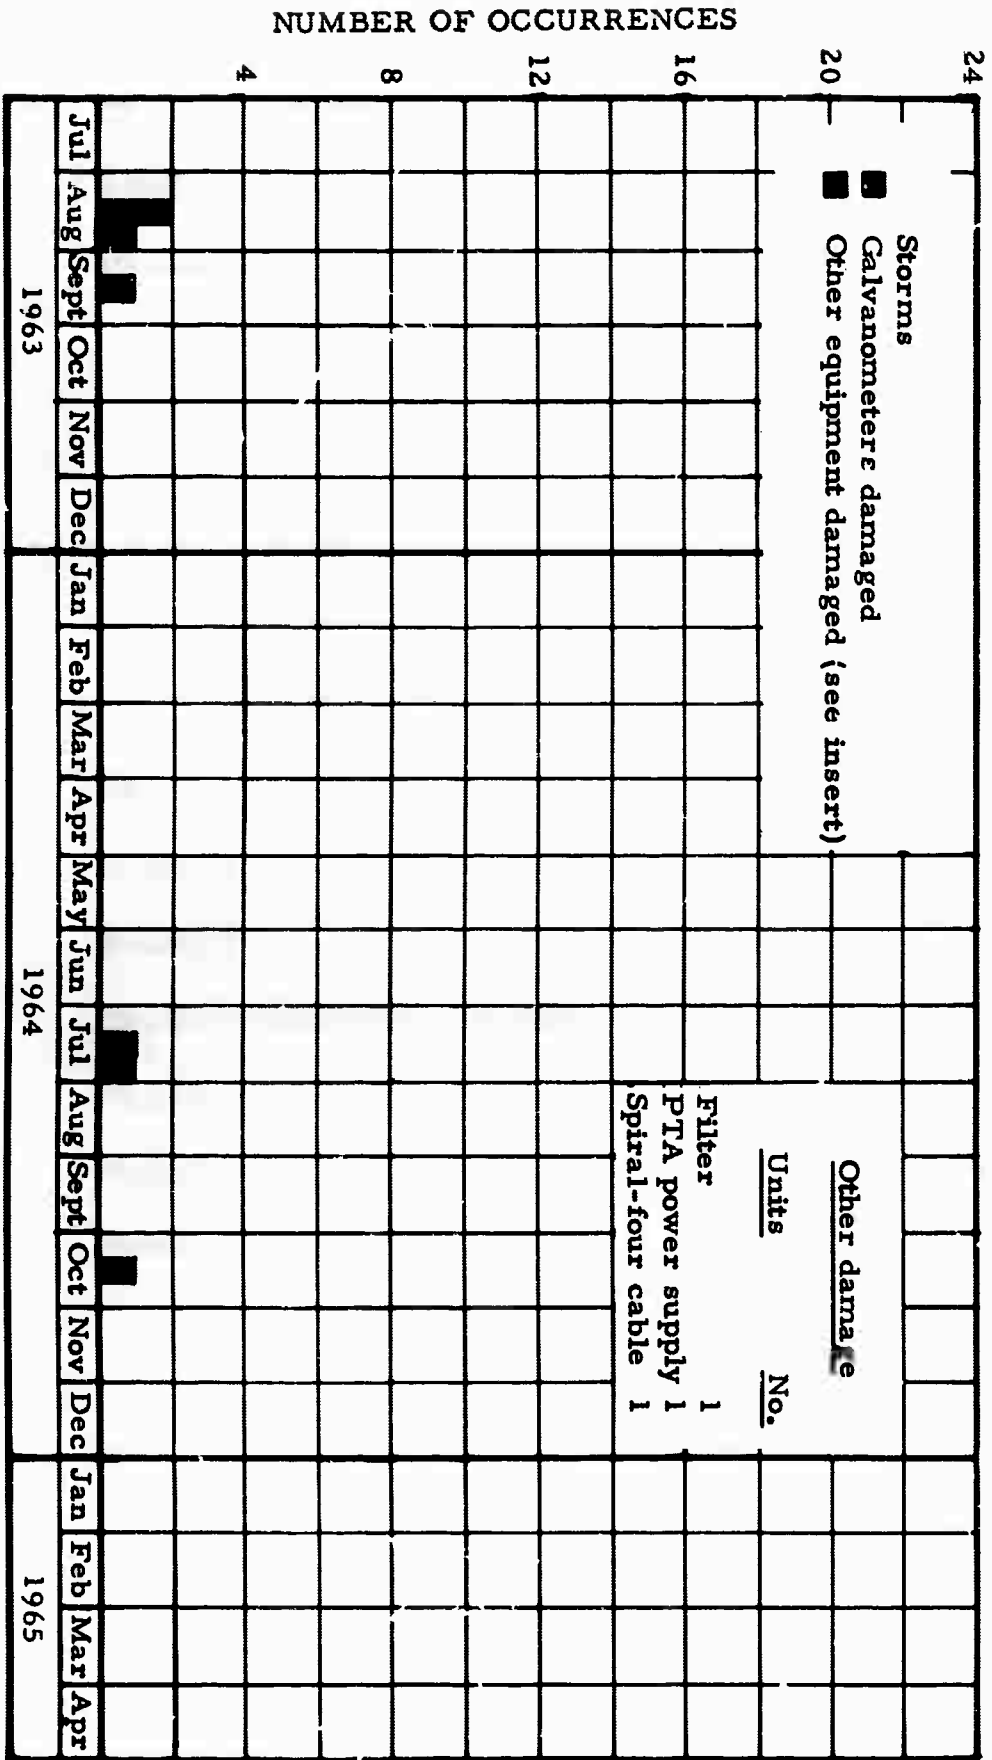 NUMBER OF OCCURRENCES
24
20
16
12
8
4
Storms
Galvanometers damaged
Other equipment damaged (see insert)
Other damage
Units No.
Filter 1
PTA power supply 1
Spiral-four cable 1
Jul Aug Sept Oct Nov Dec Jan Feb Mar Apr May Jun Jul Aug Sept Oct Nov Dec Jan Feb Mar Apr
1963 1964 1965